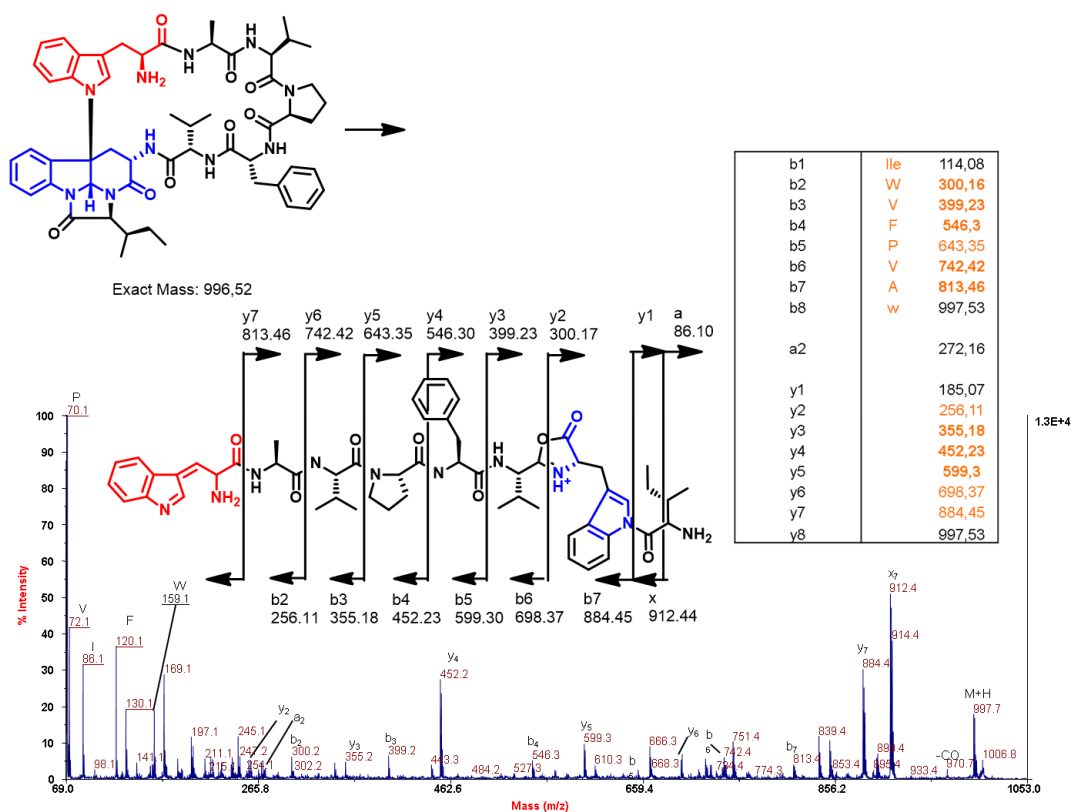 O
NH
HN
O
NH2
N
O
O
N
O
H
N
O
O
NH
N
H
N
N
O
H
O
Exact Mass: 996,52
b1 Ile 114,08
b2 W 300,16
b3 V 399,23
b4 F 546,3
b5 P 643,35
b6 V 742,42
b7 A 813,46
b8 w 997,53
a2 272,16
y1 185,07
y2 256,11
y3 355,18
y4 452,23
y5 599,3
y6 698,37
y7 884,45
y8 997,53
y7 y6 y5 y4 y3 y2 y1 a
813.46 742.42 643.35 546.30 399.23 300.17 86.10
O
H
N
O
N
O
N
O
N
O
H
N
O
O
N
H+
N
O
NH2
NH2
N
b2 b3 b4 b5 b6 b7 x
256.11 355.18 452.23 599.30 698.37 884.45 912.44
1.3E+4
% Intensity
100
90
80
70
60
50
40
30
20
10
0
P
70.1
V
72.1
I
86.1
F
120.1
W
159.1
130.1
169.1
98.1
141.1
197.1
211.1
245.1
y2
a2
b2
300.2
302.2
y3
355.2
b3
399.2
y4
452.2
443.3
484.2
527.3
b4
546.3
y5
599.3
610.3
b
666.3
668.3
y6
b
6
742.4
751.4
774.3
b7
813.4
839.4
853.4
y7
884.4
x7
912.4
914.4
895.4
933.4
-CO
970.7
M+H
997.7
1006.8
69.0 265.8 462.6 659.4 856.2 1053.0
Mass (m/z)